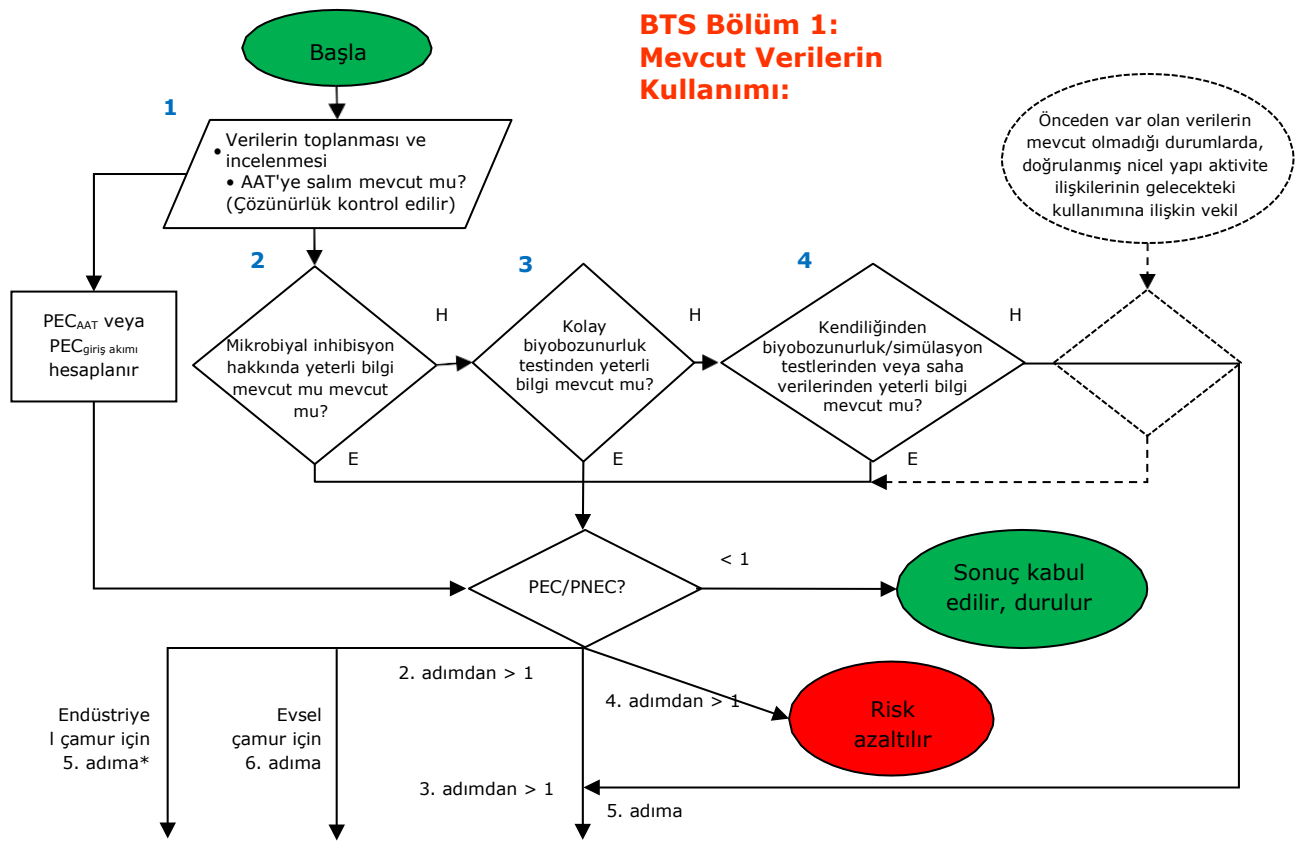 BTS Bölüm 1:
Mevcut Verilerin
Kullanımı:
Başla
1
• Verilerin toplanması ve
incelenmesi
• AAT'ye salım mevcut mu?
(Çözünürlük kontrol edilir)
Önceden var olan verilerin
mevcut olmadığı durumlarda,
doğrulanmış nicel yapı aktivite
ilişkilerinin gelecekteki
kullanımına ilişkin vekil
PECAAT veya
PECgiriş akımı
hesaplanır
2
Mikrobiyal inhibisyon
hakkında yeterli bilgi
mevcut mu mevcut
mu?
H
E
3
Kolay
biyobozunurluk
testinden yeterli
bilgi mevcut mu?
H
E
4
Kendiliğinden
biyobozunurluk/simülasyon
testlerinden veya saha
verilerinden yeterli bilgi
mevcut mu?
H
E
PEC/PNEC?
< 1
Sonuç kabul
edilir, durulur
2. adımdan > 1
4. adımdan > 1
Risk
azaltılır
Endüstriye
l çamur için
5. adıma*
Evsel
çamur için
6. adıma
3. adımdan > 1
5. adıma